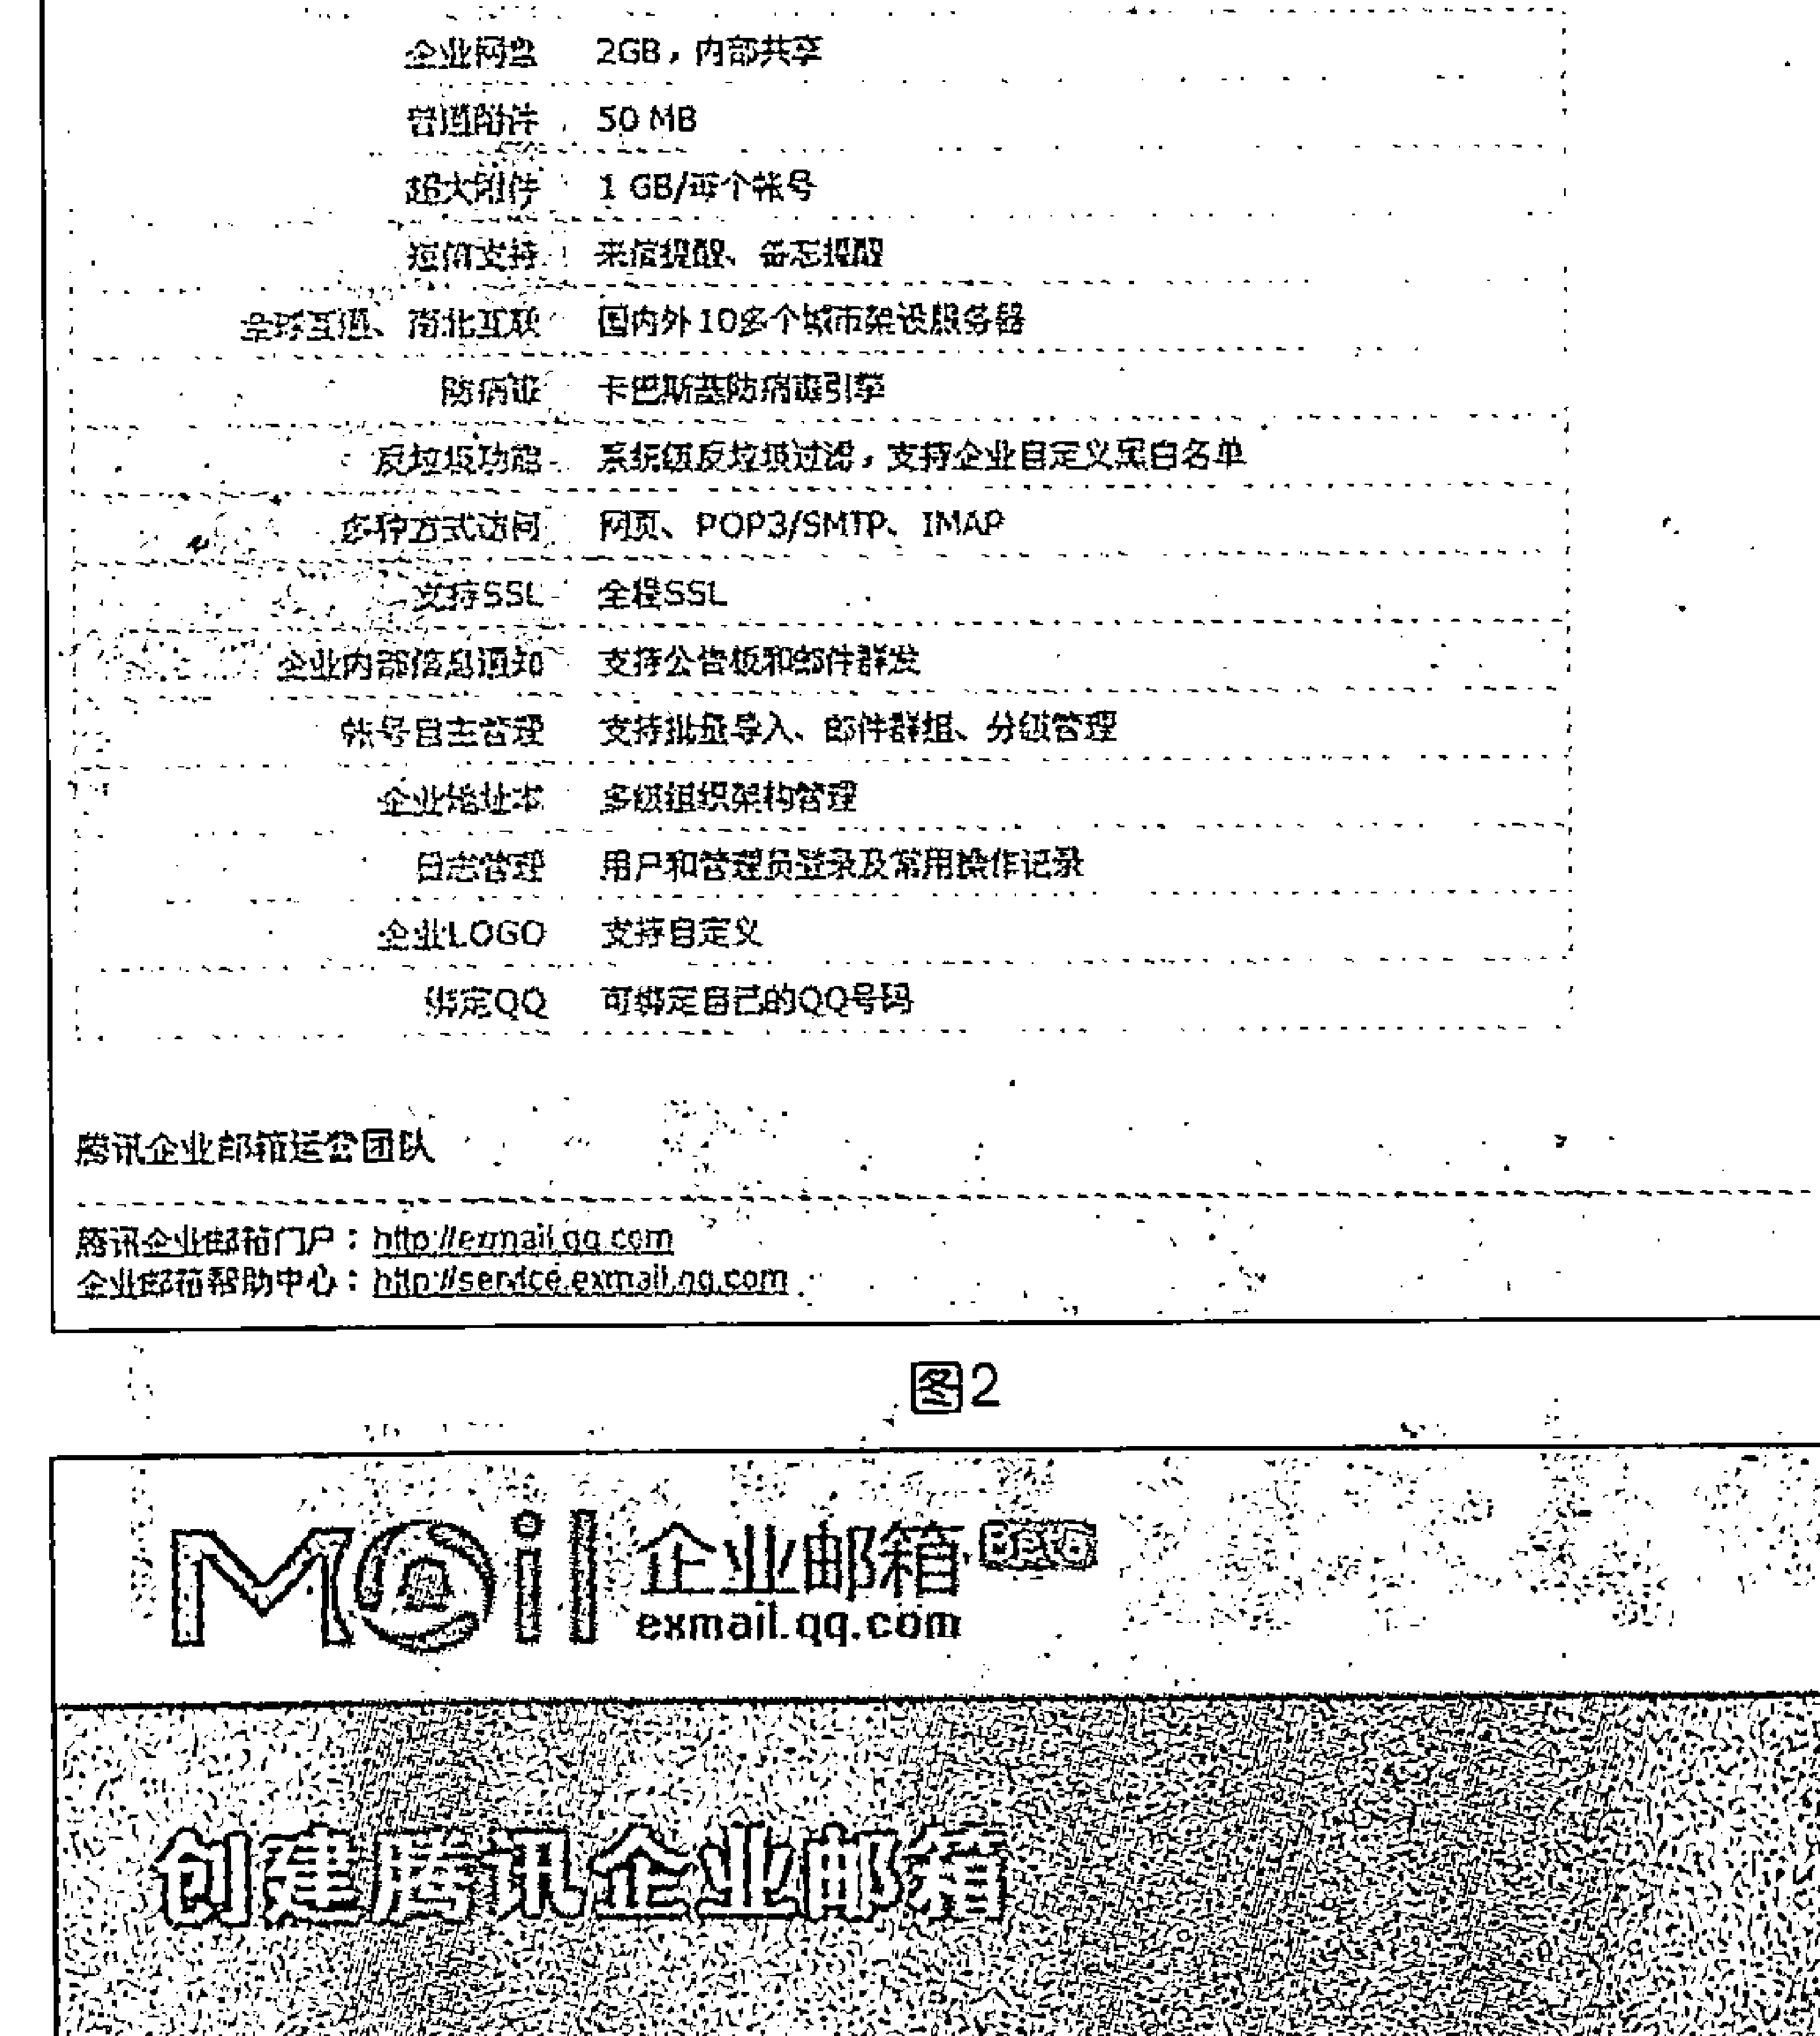 企业网盘 2GB，内部共享
普通附件 50 MB
超大附件 1 GB/每个帐号
短信支持 来信提醒、备忘提醒
全球互通、南北互联 国内外10多个城市架设服务器
防病毒 卡巴斯基防病毒引擎
反垃圾功能 系统级反垃圾过滤，支持企业自定义黑白名单
多种方式访问 网页、POP3/SMTP、IMAP
支持SSL 全程SSL
企业内部信息通知 支持公告板和邮件群发
帐号自主管理 支持批量导入、邮件群组、分级管理
企业地址本 多级组织架构管理
日志管理 用户和管理员登录及常用操作记录
企业LOGO 支持自定义
绑定QQ 可绑定自己的QQ号码
腾讯企业邮箱运营团队
腾讯企业邮箱门户：http://exmail.qq.com
企业邮箱帮助中心：http://service.exmail.qq.com
图2
Mail 企业邮箱 Beta
exmail.qq.com
创建腾讯企业邮箱